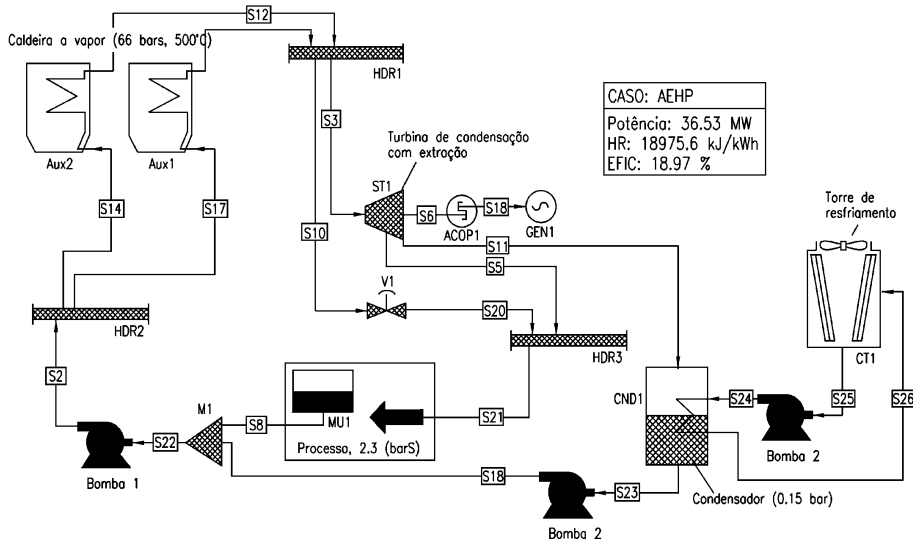 S12
Caldeira a vapor (66 bars, 500°C)
HDR1
Aux2
Aux1
S3
CASO: AEHP
Potência: 36.53 MW
HR: 18975.6 kJ/kWh
EFIC: 18.97 %
Turbina de condensação
com extração
ST1
S14
S17
S6
S18
ACOP1
GEN1
Torre de
resfriamento
S10
S11
S5
V1
S20
HDR2
HDR3
CT1
S2
CND1
S24
S25
S26
M1
S8
MU1
S21
Processo, 2.3 (barS)
S22
Bomba 1
Bomba 2
S18
S23
Bomba 2
Condensador (0.15 bar)